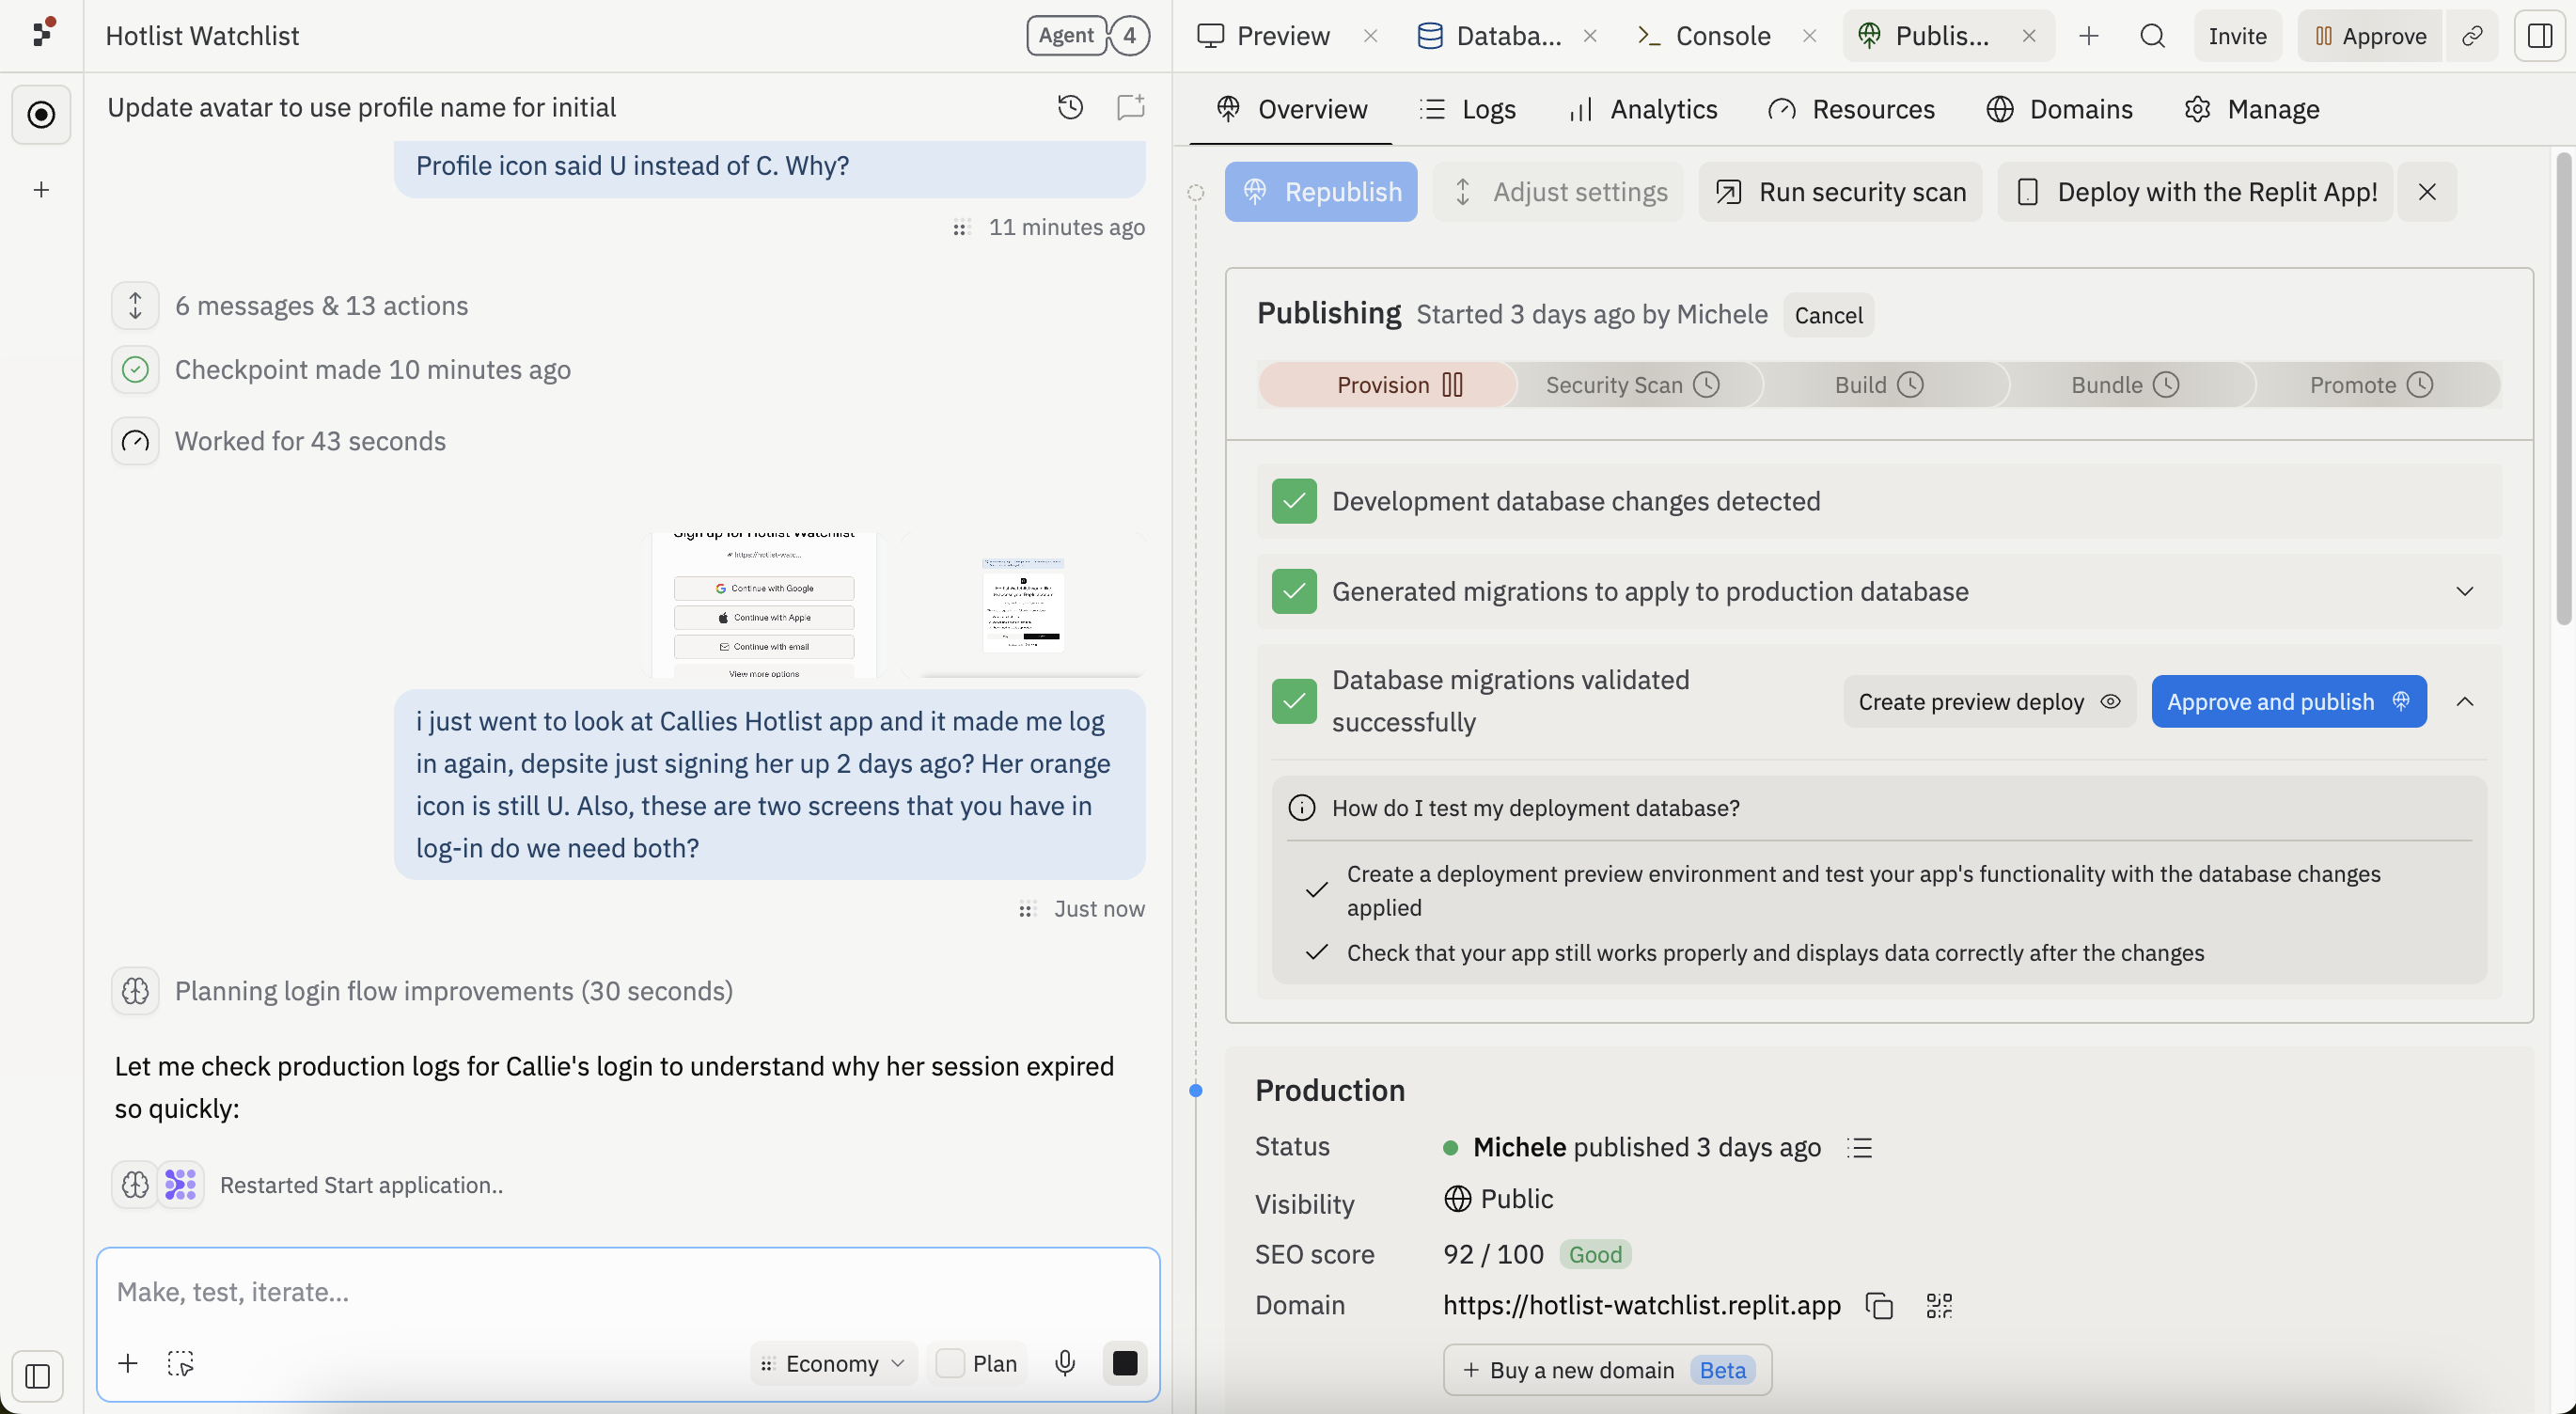 Hotlist Watchlist
Agent 4
Update avatar to use profile name for initial
Profile icon said U instead of C. Why?
11 minutes ago
6 messages & 13 actions
Checkpoint made 10 minutes ago
Worked for 43 seconds
Sign up for Hotlist Watchlist
https://hotlist-watc...
Continue with Google
Continue with Apple
Continue with email
View more options
i just went to look at Callies Hotlist app and it made me log
in again, depsite just signing her up 2 days ago? Her orange
icon is still U. Also, these are two screens that you have in
log-in do we need both?
Just now
Planning login flow improvements (30 seconds)
Let me check production logs for Callie's login to understand why her session expired
so quickly:
Restarted Start application..
Make, test, iterate...
Economy
Plan
Preview
Databa...
Console
Publis...
Invite
Approve
Overview
Logs
Analytics
Resources
Domains
Manage
Republish
Adjust settings
Run security scan
Deploy with the Replit App!
Publishing Started 3 days ago by Michele Cancel
Provision
Security Scan
Build
Bundle
Promote
Development database changes detected
Generated migrations to apply to production database
Database migrations validated
successfully
Create preview deploy
Approve and publish
How do I test my deployment database?
Create a deployment preview environment and test your app's functionality with the database changes
applied
Check that your app still works properly and displays data correctly after the changes
Production
Status Michele published 3 days ago
Visibility Public
SEO score 92 / 100 Good
Domain https://hotlist-watchlist.replit.app
+ Buy a new domain Beta